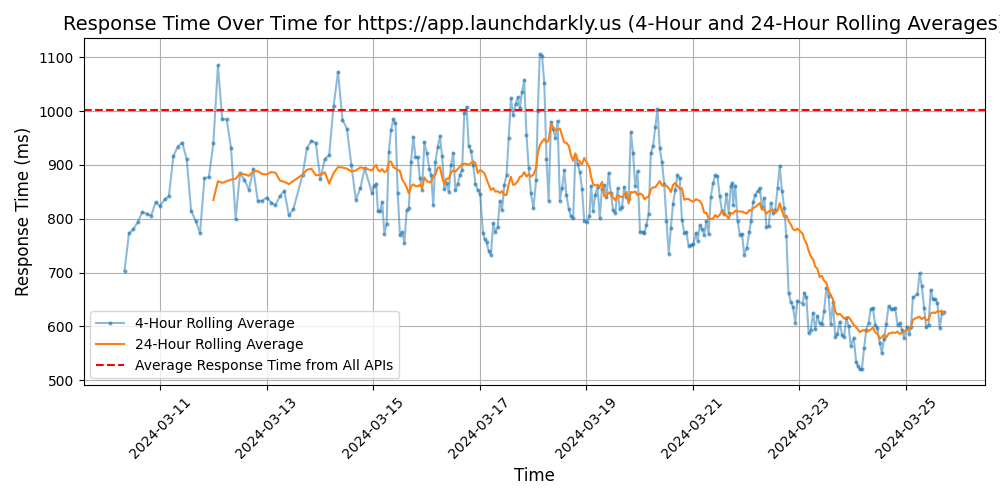 Response Time Over Time for https://app.launchdarkly.us (4-Hour and 24-Hour Rolling Averages)
Response Time (ms)
1100
1000
900
800
700
600
500
4-Hour Rolling Average
24-Hour Rolling Average
Average Response Time from All APIs
2024-03-11
2024-03-13
2024-03-15
2024-03-17
2024-03-19
2024-03-21
2024-03-23
2024-03-25
Time